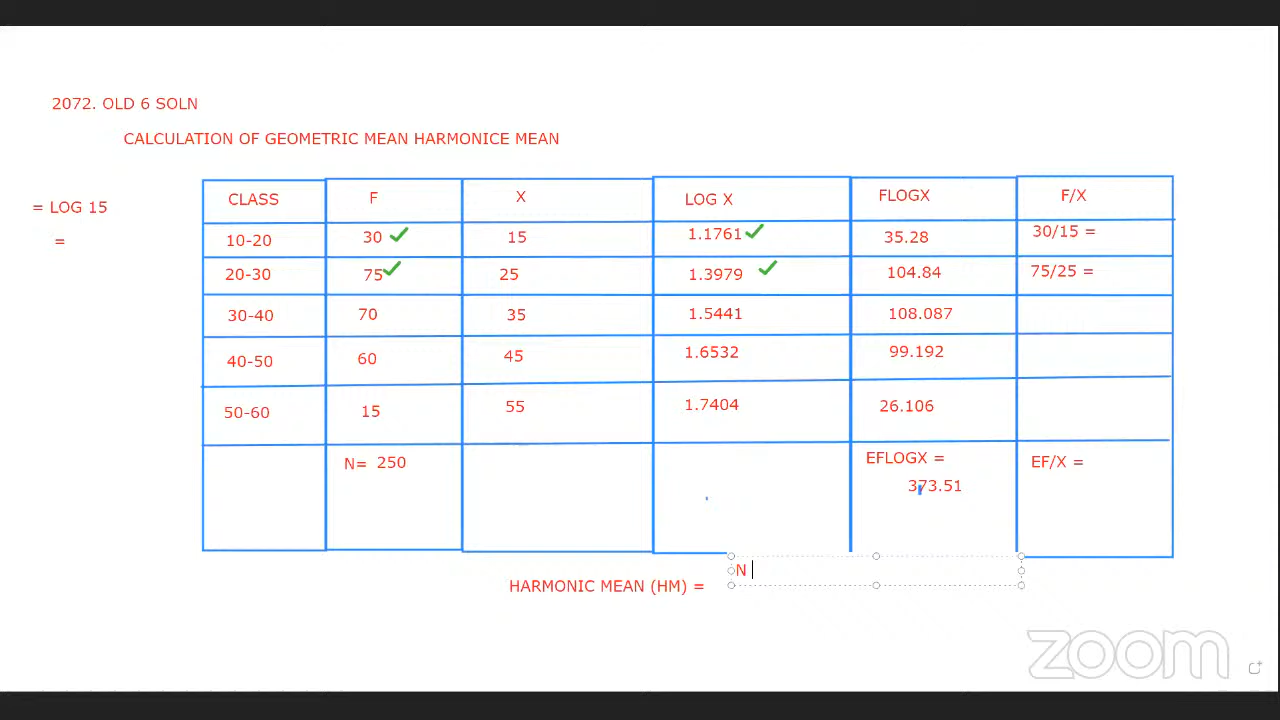 2072. OLD 6 SOLN
CALCULATION OF GEOMETRIC MEAN HARMONICE MEAN
= LOG 15
=
CLASS F X LOG X FLOGX F/X
10-20 30 15 1.1761 35.28 30/15 =
20-30 75 25 1.3979 104.84 75/25 =
30-40 70 35 1.5441 108.087
40-50 60 45 1.6532 99.192
50-60 15 55 1.7404 26.106
N= 250 EFLOGX = EF/X =
373.51
HARMONIC MEAN (HM) = N
zoom